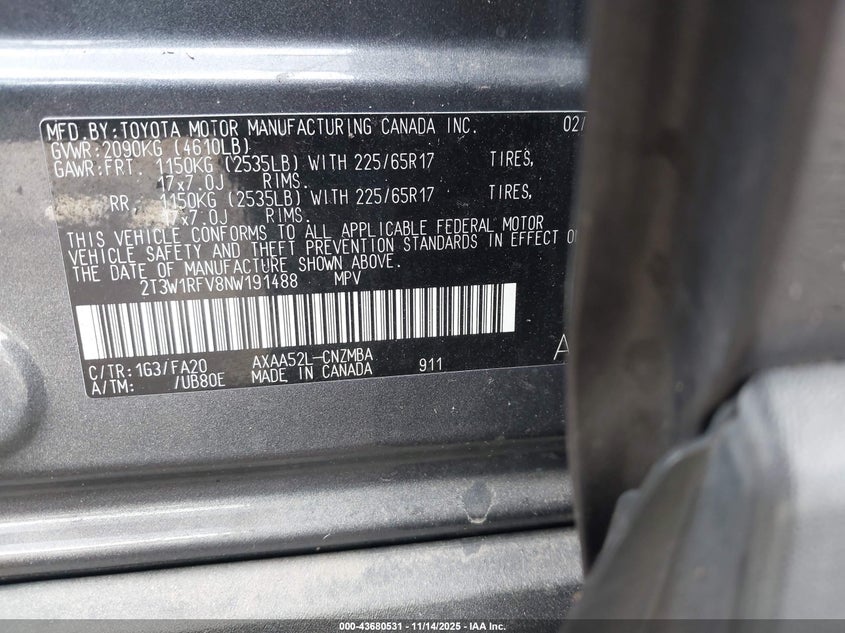 MFD.BY:TOYOTA MOTOR MANUFACTURING CANADA INC. 02/
GVWR:2090KG (4610LB)
GAWR:FRT. 1150KG (2535LB) WITH 225/65R17 TIRES,
17x7.0J RIMS.
RR. 1150KG (2535LB) WITH 225/65R17 TIRES,
17x7.0J RIMS.
THIS VEHICLE CONFORMS TO ALL APPLICABLE FEDERAL MOTOR
VEHICLE SAFETY AND THEFT PREVENTION STANDARDS IN EFFECT
THE DATE OF MANUFACTURE SHOWN ABOVE.
2T3W1RFV8NW191488 MPV
C/TR:1G3/FA20 AXAA52L-CNZMBA
A/TM: /UB80E MADE IN CANADA 911 A
000-43680531 - 11/14/2025 - IAA Inc.